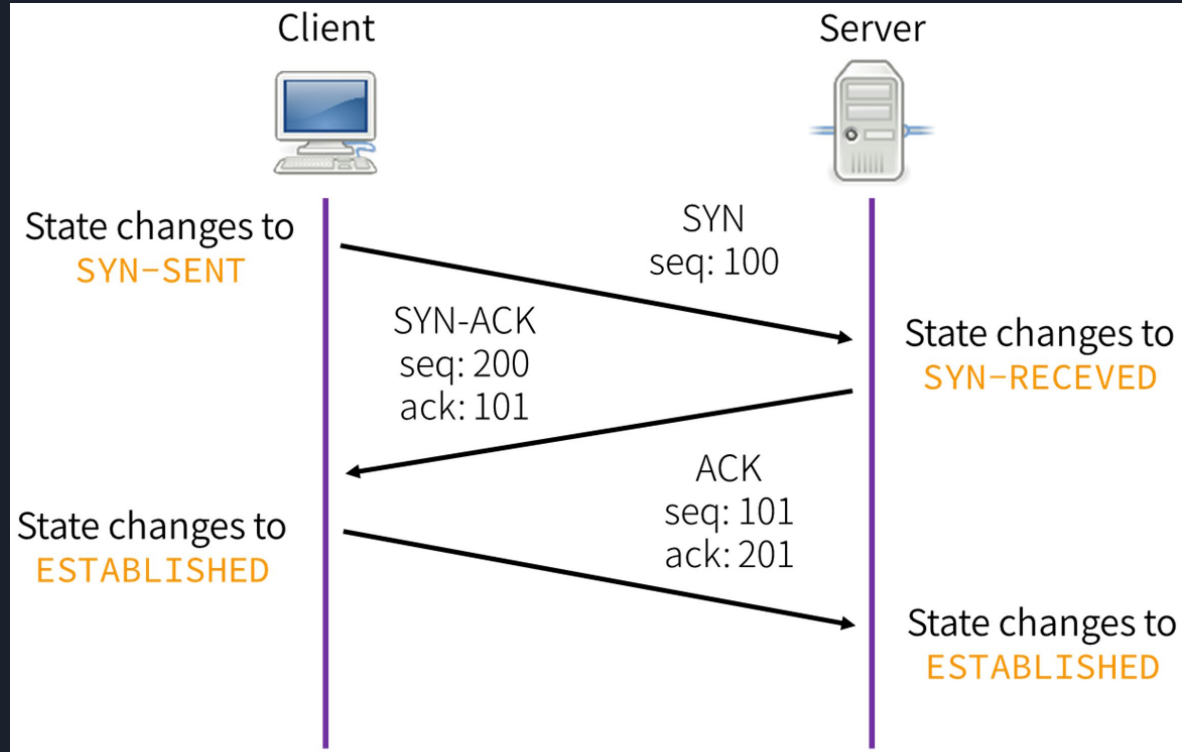 Client
Server
State changes to
SYN-SENT
SYN
seq: 100
SYN-ACK
seq: 200
ack: 101
State changes to
SYN-RECEVED
ACK
seq: 101
ack: 201
State changes to
ESTABLISHED
State changes to
ESTABLISHED